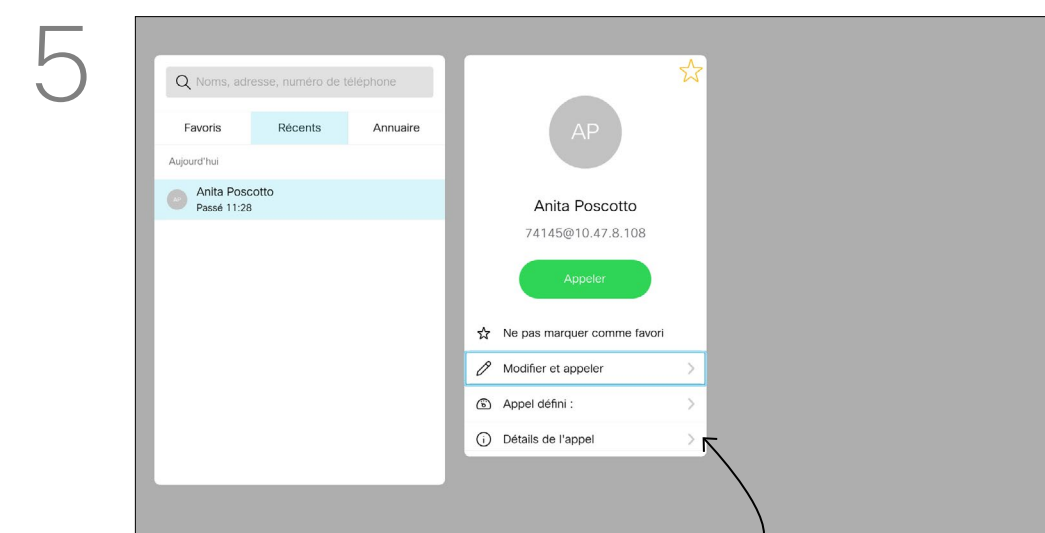 5
Noms, adresse, numéro de téléphone
Favoris Récents Annuaire
Aujourd'hui
AP
Anita Poscotto
Passé 11:28
AP
Anita Poscotto
74145@10.47.8.108
Appeler
Ne pas marquer comme favori
Modifier et appeler
Appel défini :
Détails de l'appel